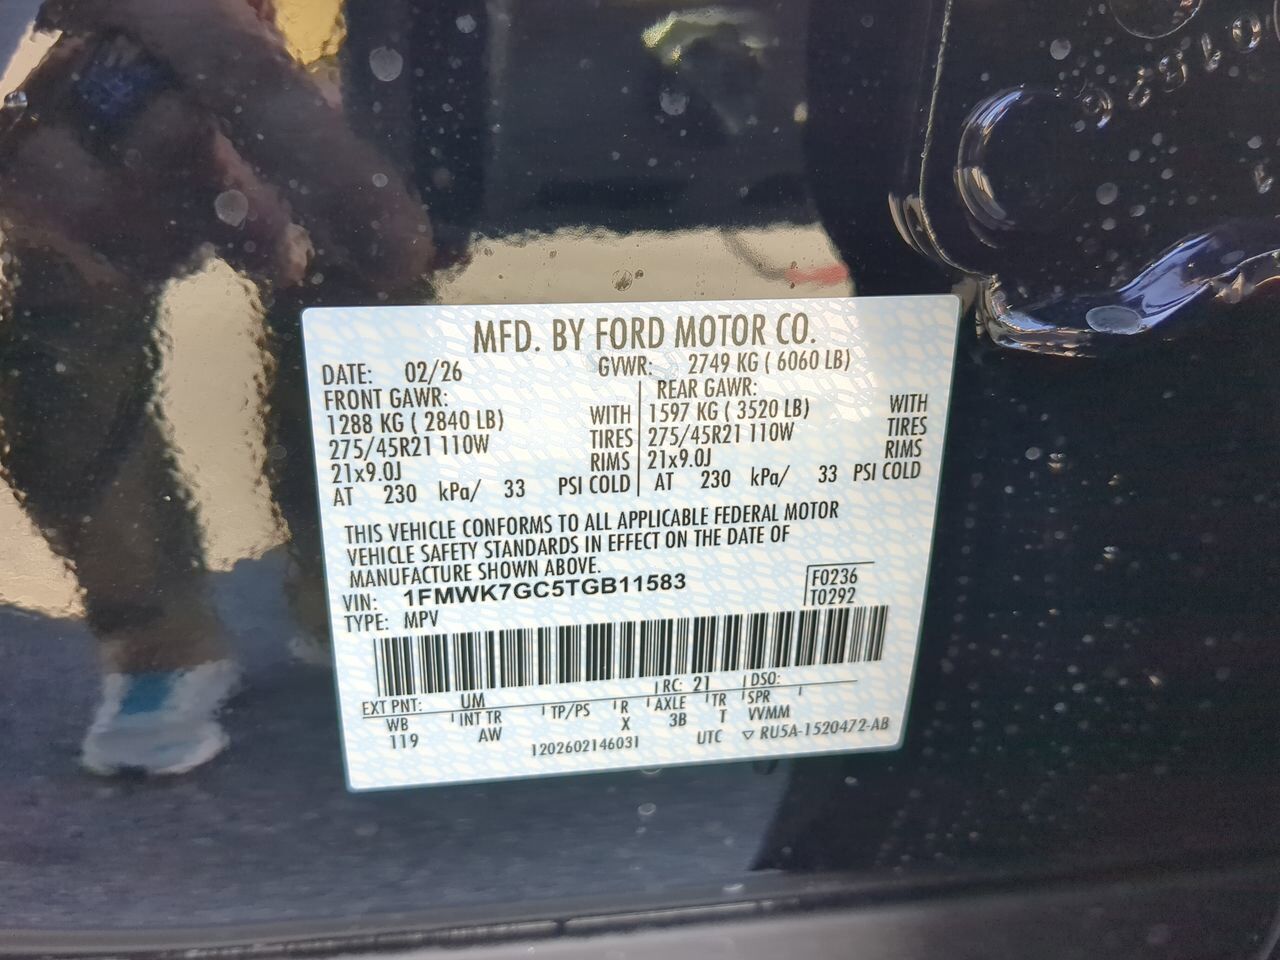 MFD. BY FORD MOTOR CO.
DATE: 02/26 GVWR: 2749 KG ( 6060 LB)
FRONT GAWR: REAR GAWR:
1288 KG ( 2840 LB) WITH 1597 KG ( 3520 LB) WITH
275/45R21 110W TIRES 275/45R21 110W TIRES
21x9.0J RIMS 21x9.0J RIMS
AT 230 kPa/ 33 PSI COLD AT 230 kPa/ 33 PSI COLD
THIS VEHICLE CONFORMS TO ALL APPLICABLE FEDERAL MOTOR
VEHICLE SAFETY STANDARDS IN EFFECT ON THE DATE OF
MANUFACTURE SHOWN ABOVE.
VIN: 1FMWK7GC5TGB11583 F0236
TYPE: MPV T0292
EXT PNT: UM RC: 21 DSO:
WB INT TR TP/PS R AXLE TR SPR
119 AW X 3B T VVMM
1202602146031 UTC ▽ RU5A-1520472-AB